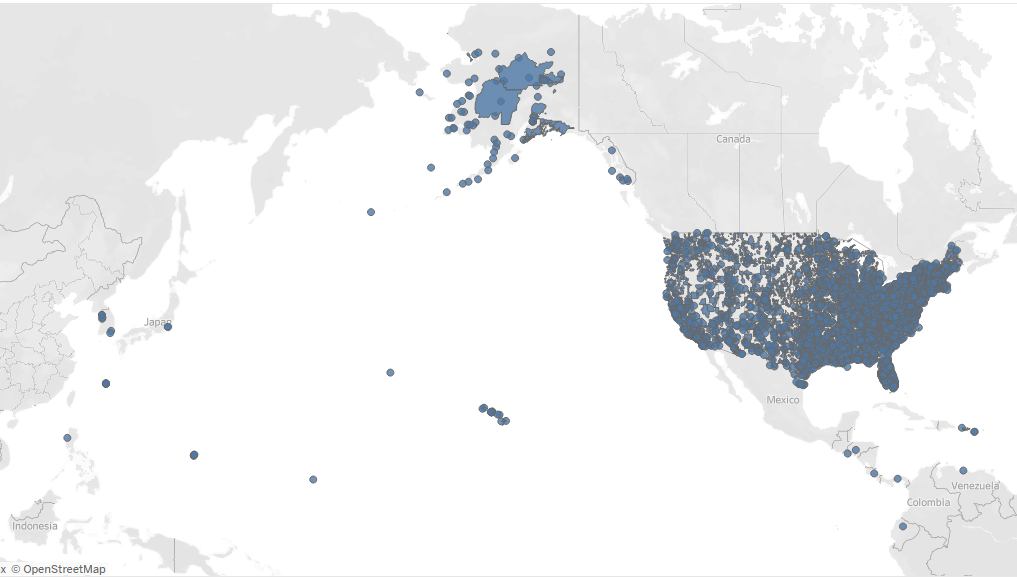 Canada
Japan
Mexico
Venezuela
Colombia
Indonesia
x © OpenStreetMap